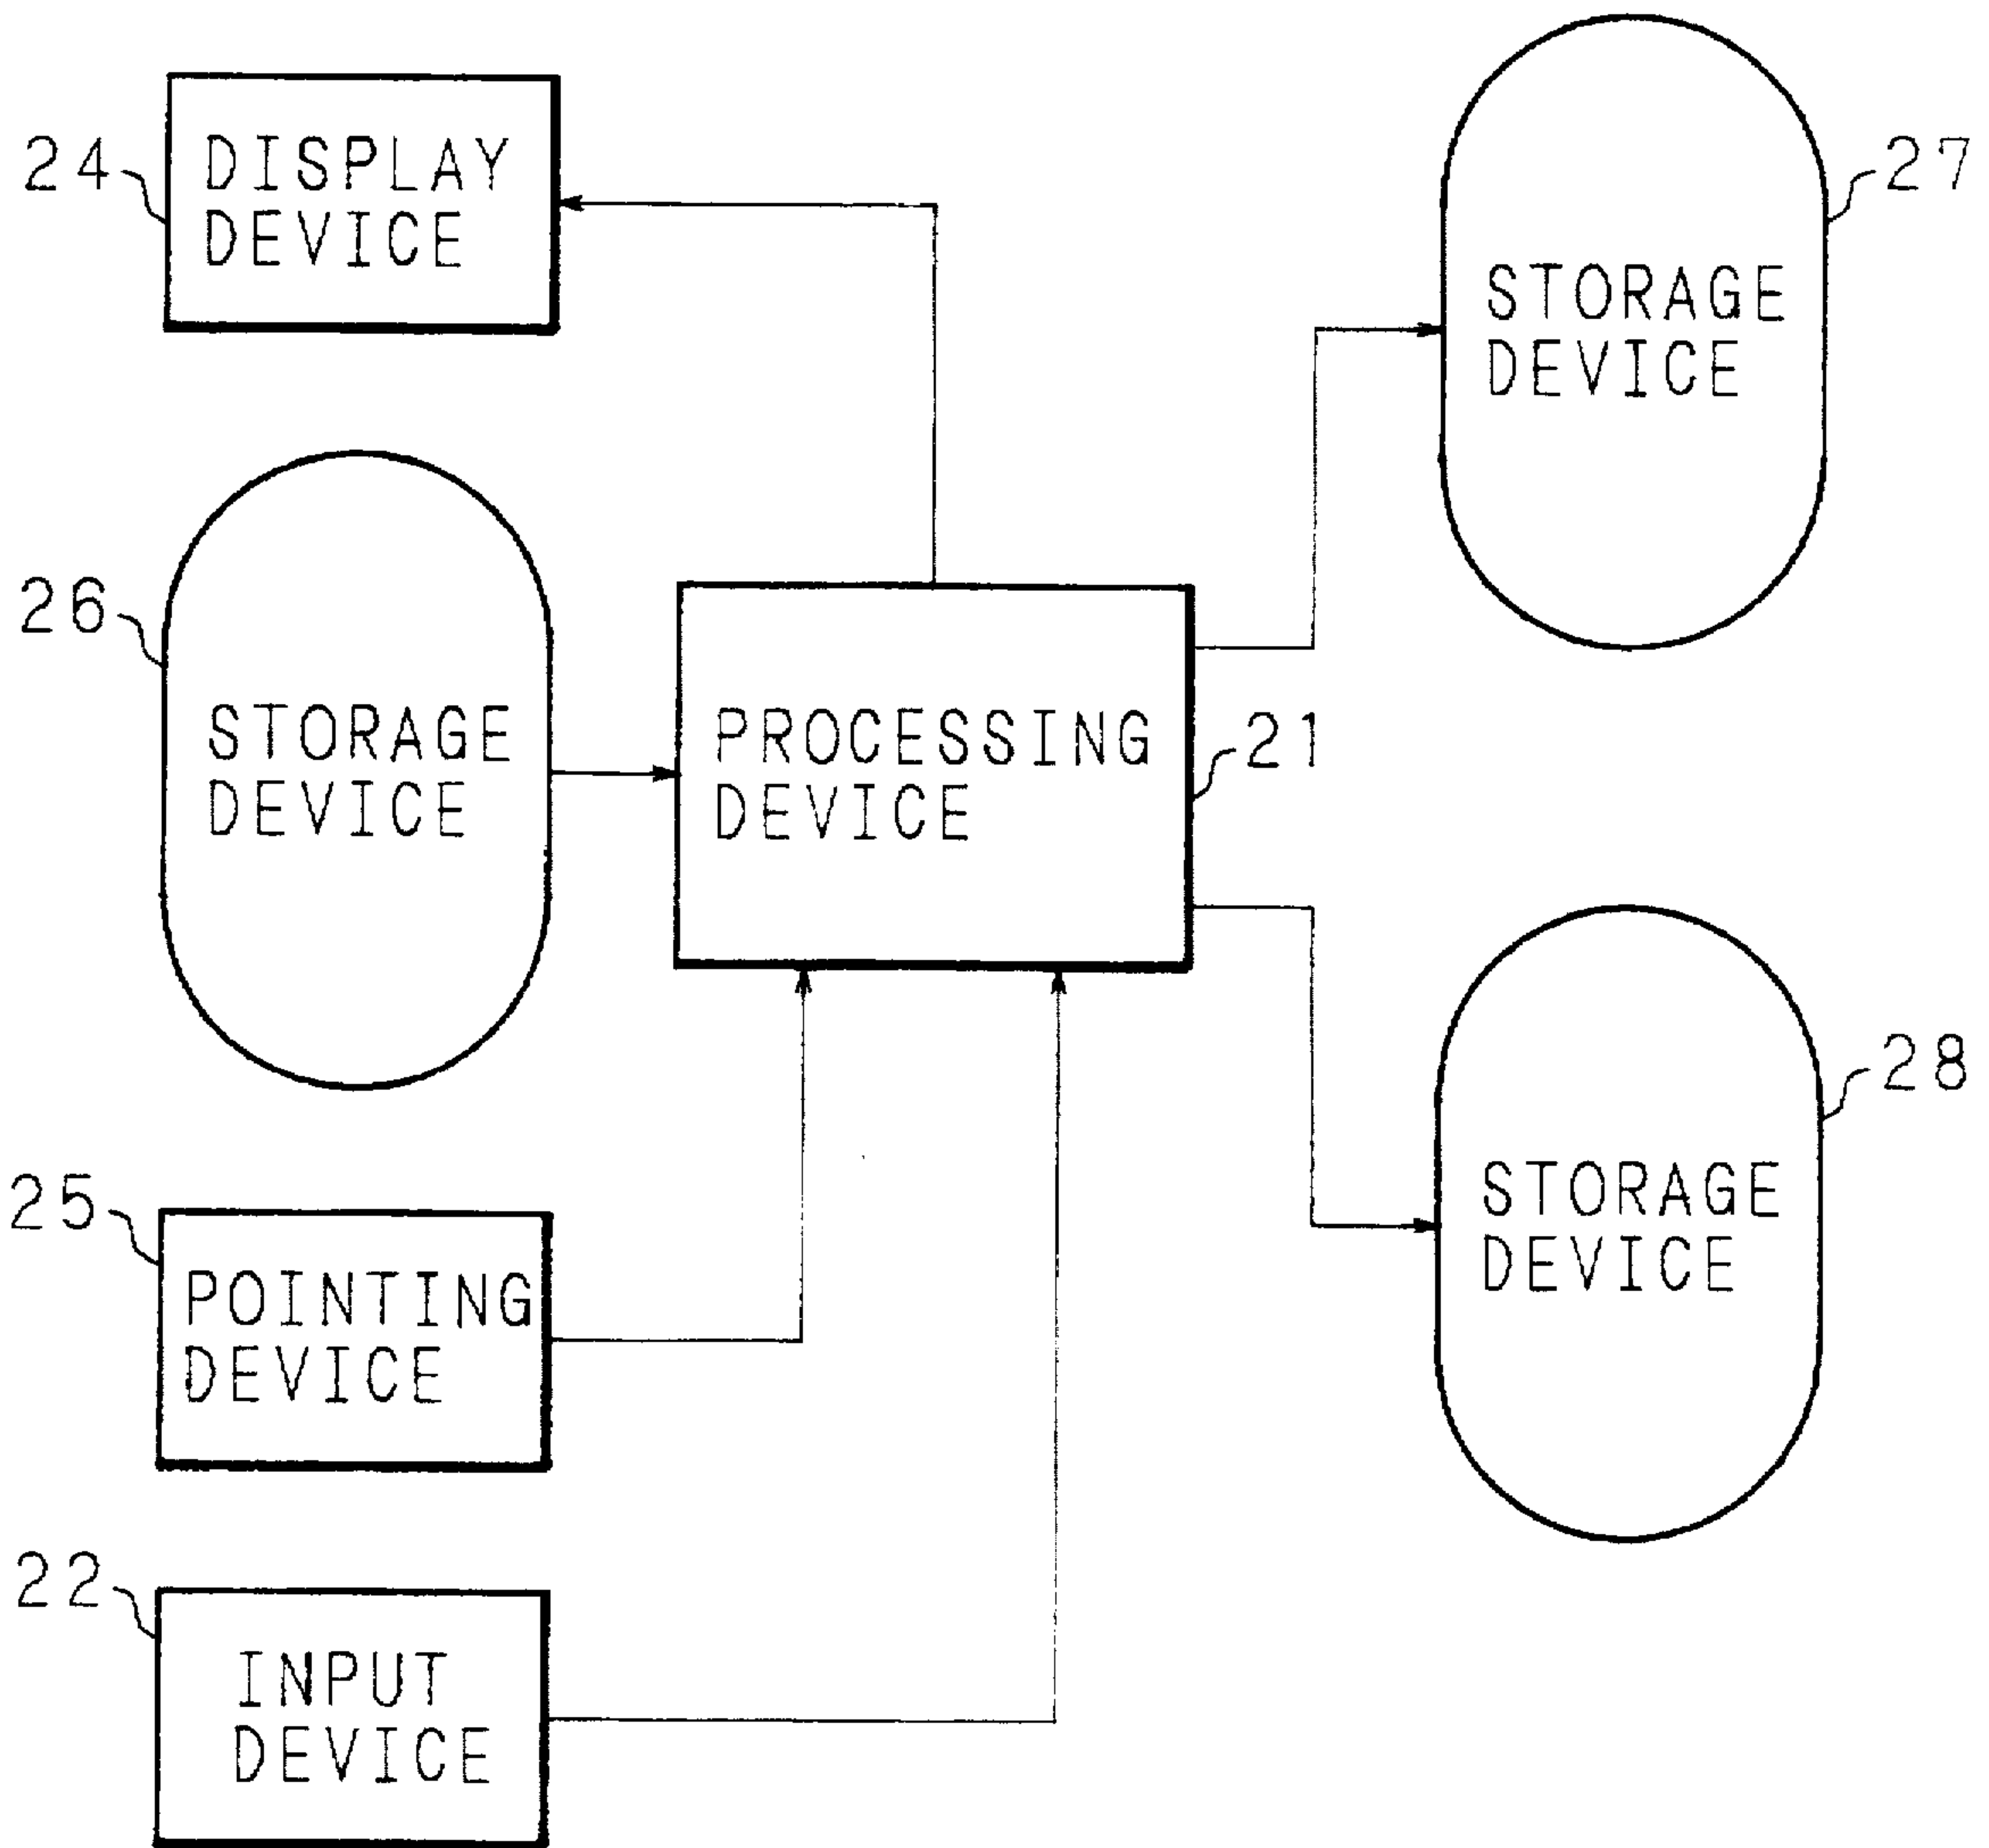 24
DISPLAY
DEVICE
27
STORAGE
DEVICE
26
STORAGE
DEVICE
PROCESSING
DEVICE
21
28
STORAGE
DEVICE
25
POINTING
DEVICE
22
INPUT
DEVICE